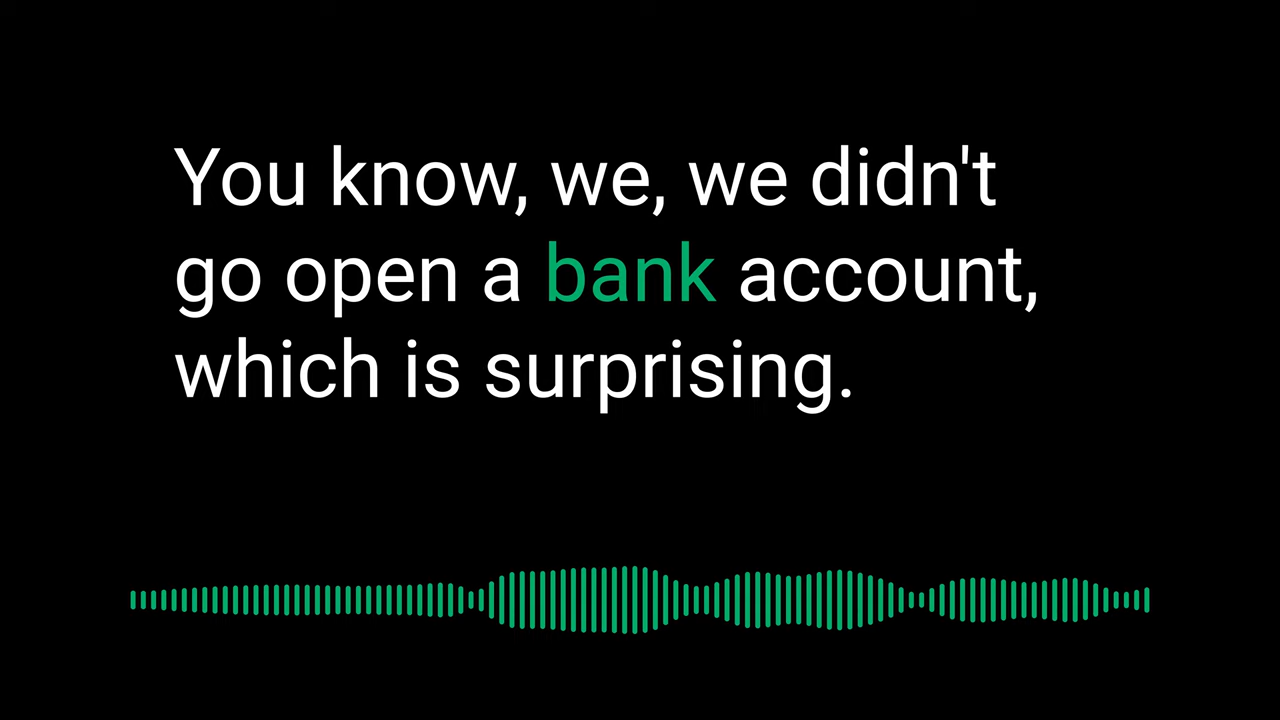 You know, we, we didn't
go open a bank account,
which is surprising.